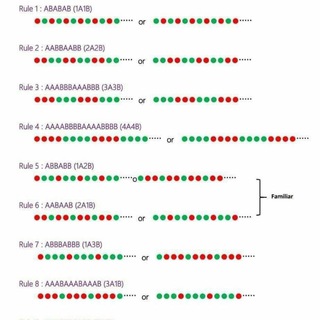 Rule 1 : ABABAB (1A1B)
or
Rule 2 : AABBAABB (2A2B)
or
Rule 3 : AAABBBAAABBB (3A3B)
or
Rule 4 : AAAABBBBAAAABBBB (4A4B)
or
Rule 5 : ABBABB (1A2B)
o
Familiar
Rule 6 : AABAAB (2A1B)
or
Rule 7 : ABBBABBB (1A3B)
or
Rule 8 : AAABAAABAAAB (3A1B)
or